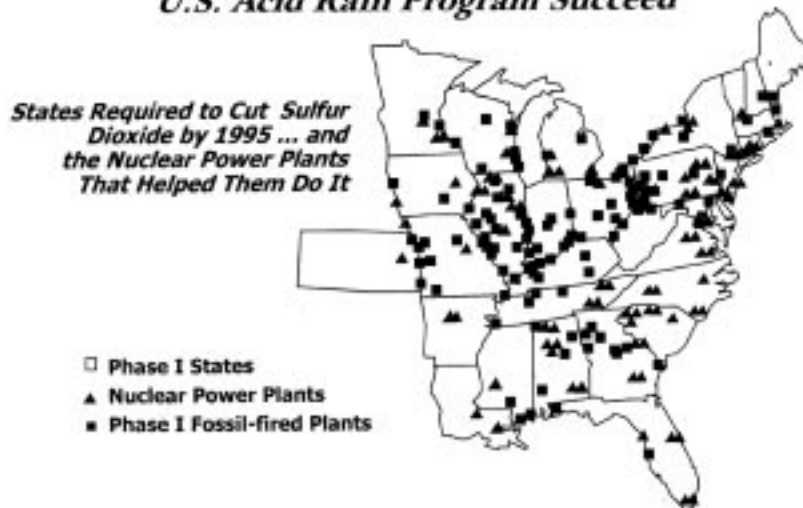 U.S. Acid Rain Program Succeed
States Required to Cut Sulfur
Dioxide by 1995 ... and
the Nuclear Power Plants
That Helped Them Do It
Phase I States
Nuclear Power Plants
Phase I Fossil-fired Plants